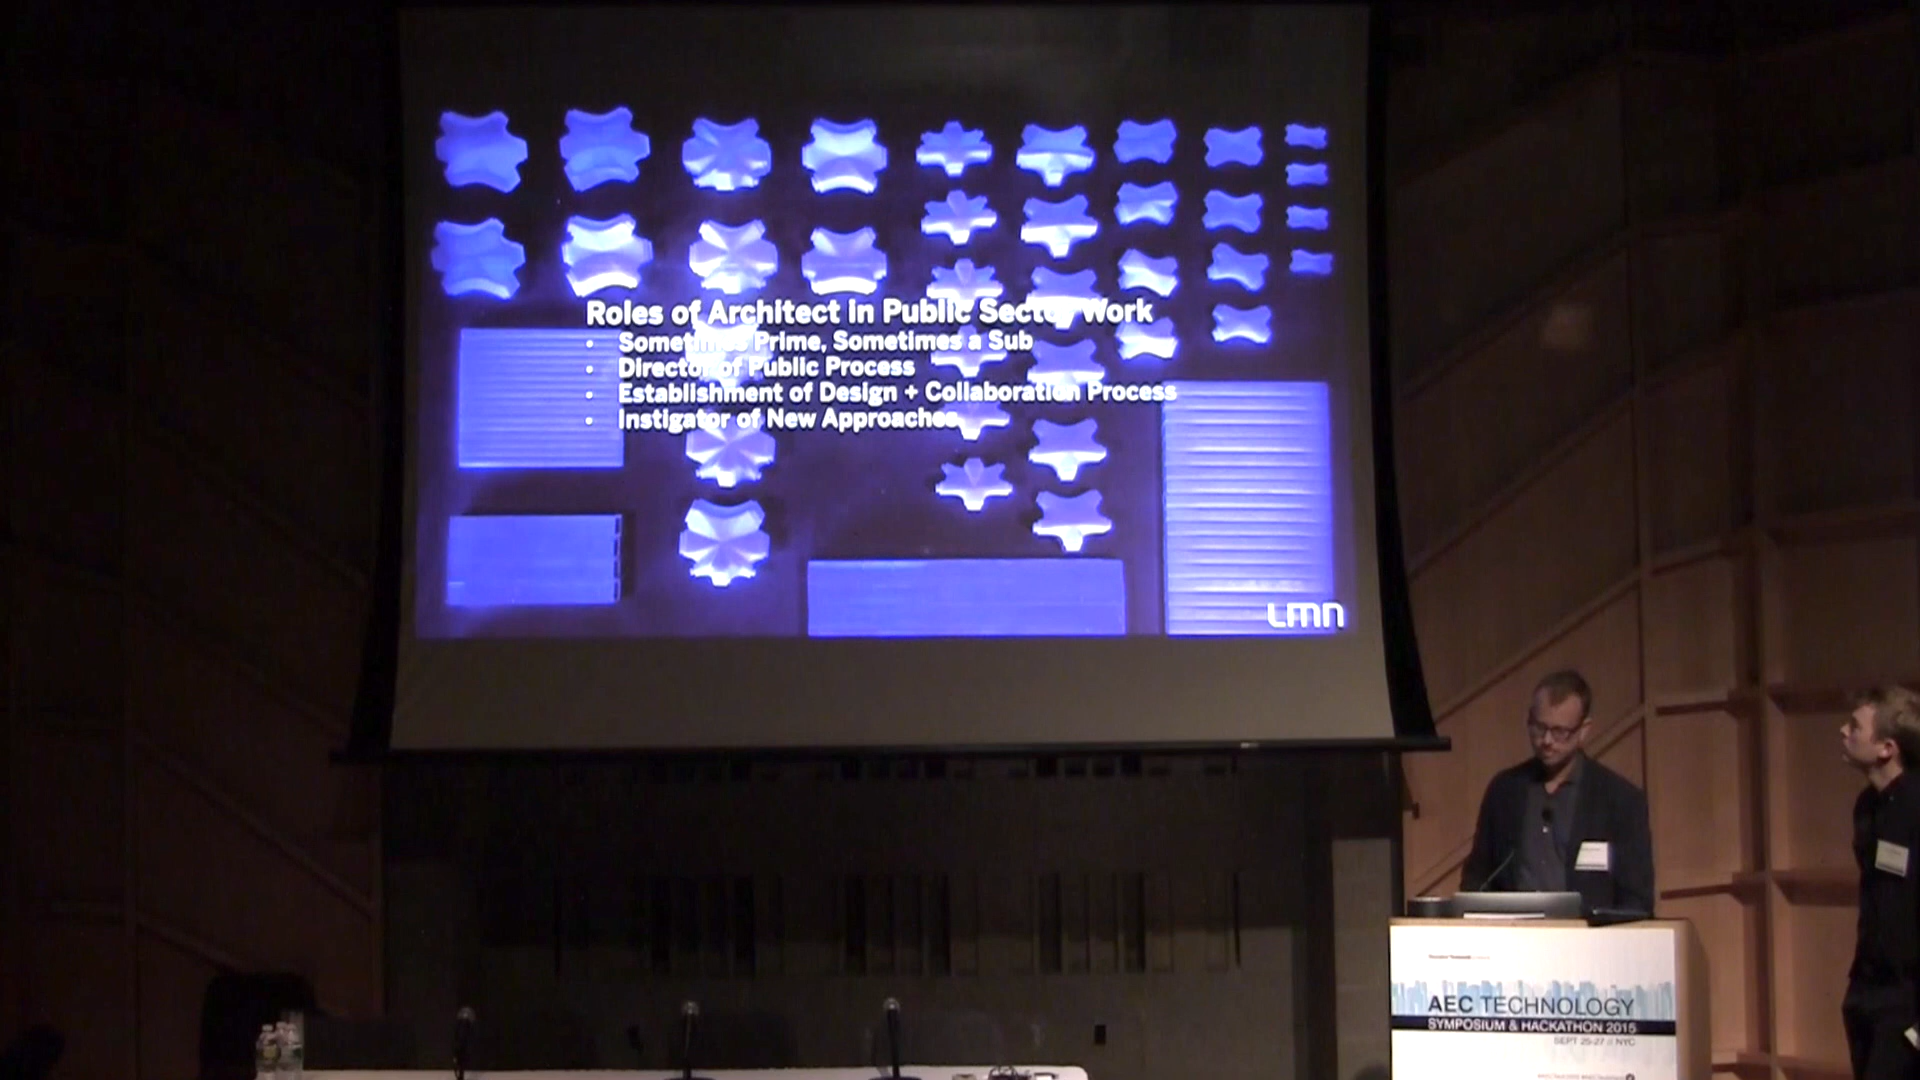 Roles of Architect in Public Sector Work
• Sometimes Prime, Sometimes a Sub
• Director of Public Process
• Establishment of Design + Collaboration Process
• Instigator of New Approaches
LMN
AEC TECHNOLOGY
SYMPOSIUM & HACKATHON 2015
SEPT 25-27 // NYC